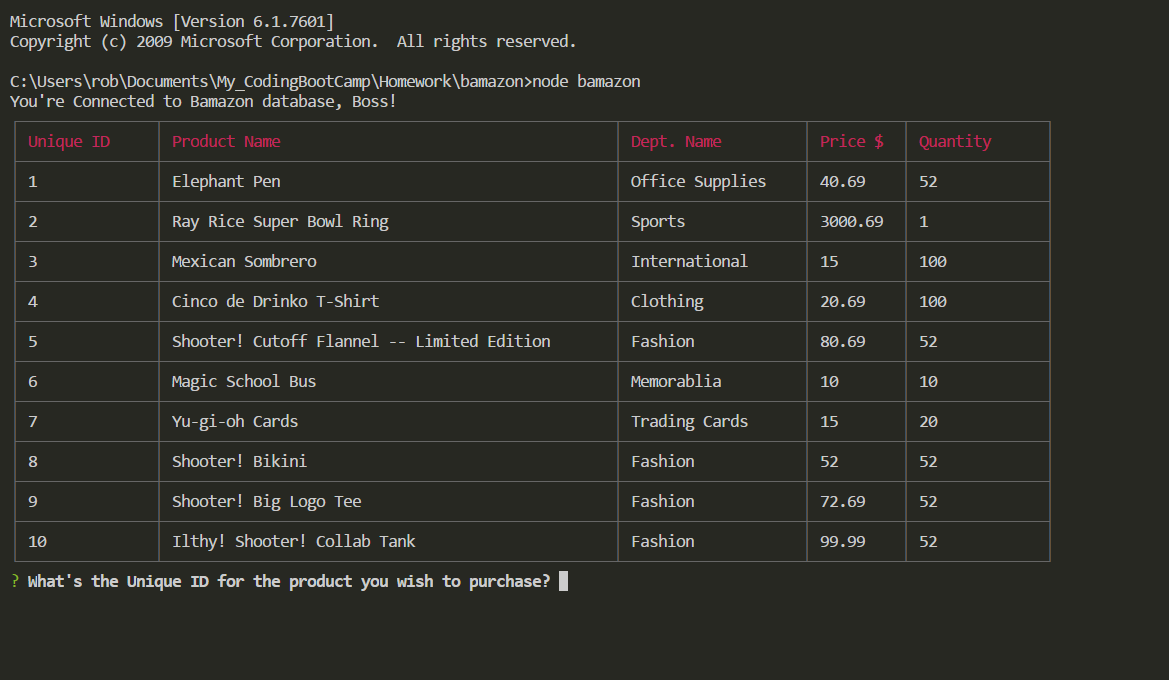 Microsoft Windows [Version 6.1.7601]
Copyright (c) 2009 Microsoft Corporation.  All rights reserved.
C:\Users\rob\Documents\My_CodingBootCamp\Homework\bamazon>node bamazon
You're Connected to Bamazon database, Boss!
Unique ID Product Name Dept. Name Price $ Quantity
1 Elephant Pen Office Supplies 40.69 52
2 Ray Rice Super Bowl Ring Sports 3000.69 1
3 Mexican Sombrero International 15 100
4 Cinco de Drinko T-Shirt Clothing 20.69 100
5 Shooter! Cutoff Flannel -- Limited Edition Fashion 80.69 52
6 Magic School Bus Memorablia 10 10
7 Yu-gi-oh Cards Trading Cards 15 20
8 Shooter! Bikini Fashion 52 52
9 Shooter! Big Logo Tee Fashion 72.69 52
10 Ilthy! Shooter! Collab Tank Fashion 99.99 52
? What's the Unique ID for the product you wish to purchase?